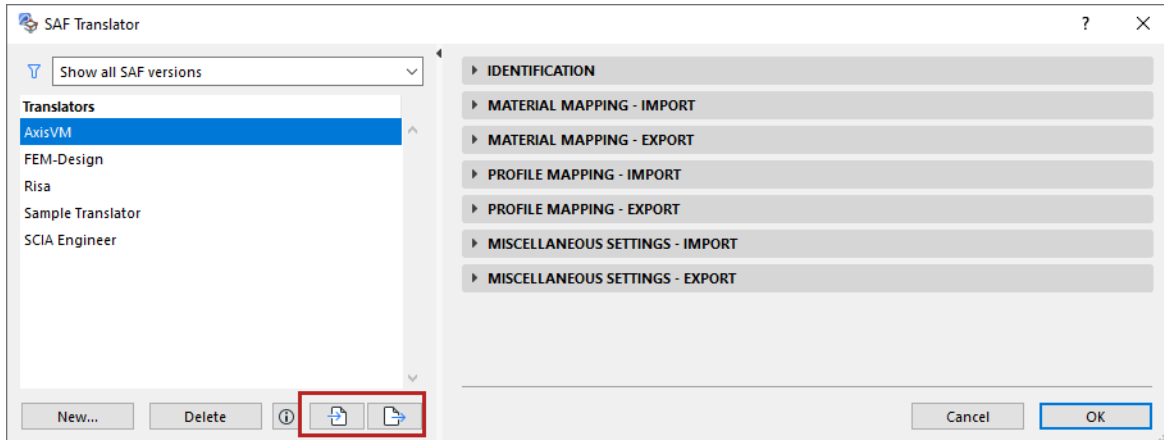 SAF Translator
Show all SAF versions
Translators
AxisVM
FEM-Design
Risa
Sample Translator
SCIA Engineer
New...
Delete
IDENTIFICATION
MATERIAL MAPPING - IMPORT
MATERIAL MAPPING - EXPORT
PROFILE MAPPING - IMPORT
PROFILE MAPPING - EXPORT
MISCELLANEOUS SETTINGS - IMPORT
MISCELLANEOUS SETTINGS - EXPORT
Cancel
OK